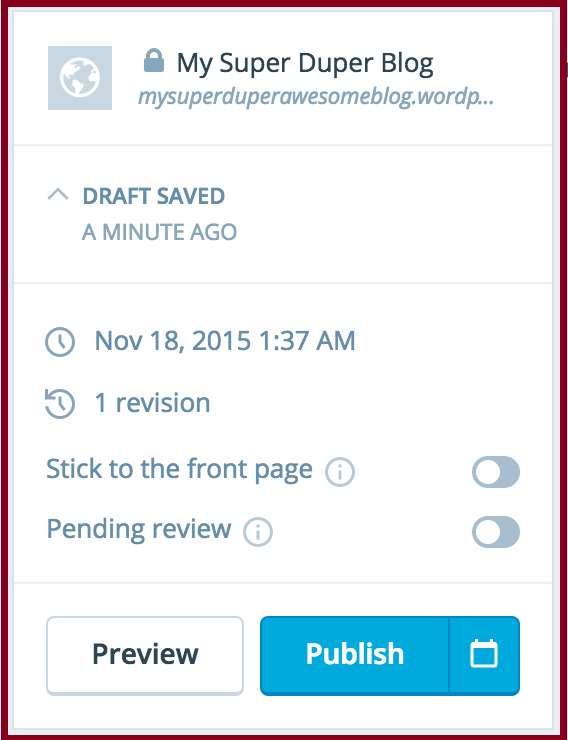 My Super Duper Blog
mysuperduperawesomeblog.wordp...
DRAFT SAVED
A MINUTE AGO
Nov 18, 2015 1:37 AM
1 revision
Stick to the front page
Pending review
Preview
Publish